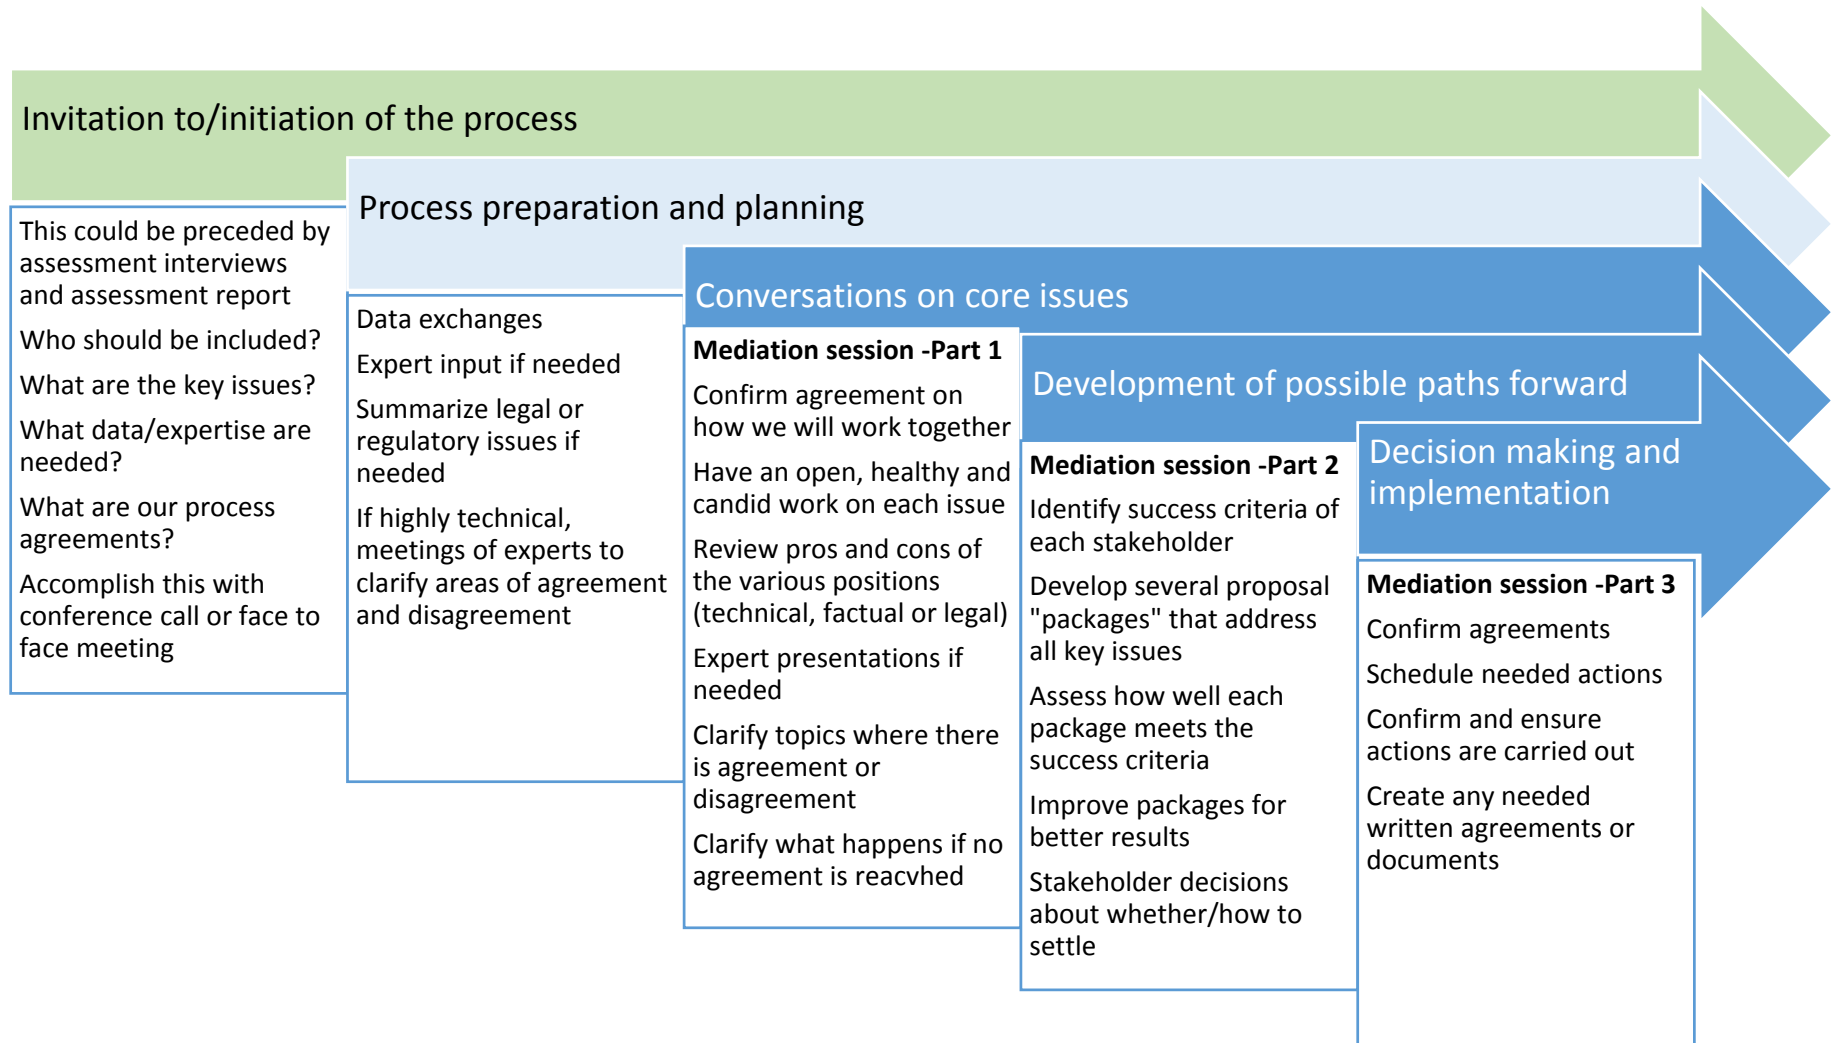 Invitation to/initiation of the process
This could be preceded by
assessment interviews
and assessment report
Who should be included?
What are the key issues?
What data/expertise are
needed?
What are our process
agreements?
Accomplish this with
conference call or face to
face meeting
Process preparation and planning
Data exchanges
Expert input if needed
Summarize legal or
regulatory issues if
needed
If highly technical,
meetings of experts to
clarify areas of agreement
and disagreement
Conversations on core issues
Mediation session -Part 1
Confirm agreement on
how we will work together
Have an open, healthy and
candid work on each issue
Review pros and cons of
the various positions
(technical, factual or legal)
Expert presentations if
needed
Clarify topics where there
is agreement or
disagreement
Clarify what happens if no
agreement is reacvhed
Development of possible paths forward
Mediation session -Part 2
Identify success criteria of
each stakeholder
Develop several proposal
"packages" that address
all key issues
Assess how well each
package meets the
success criteria
Improve packages for
better results
Stakeholder decisions
about whether/how to
settle
Decision making and
implementation
Mediation session -Part 3
Confirm agreements
Schedule needed actions
Confirm and ensure
actions are carried out
Create any needed
written agreements or
documents